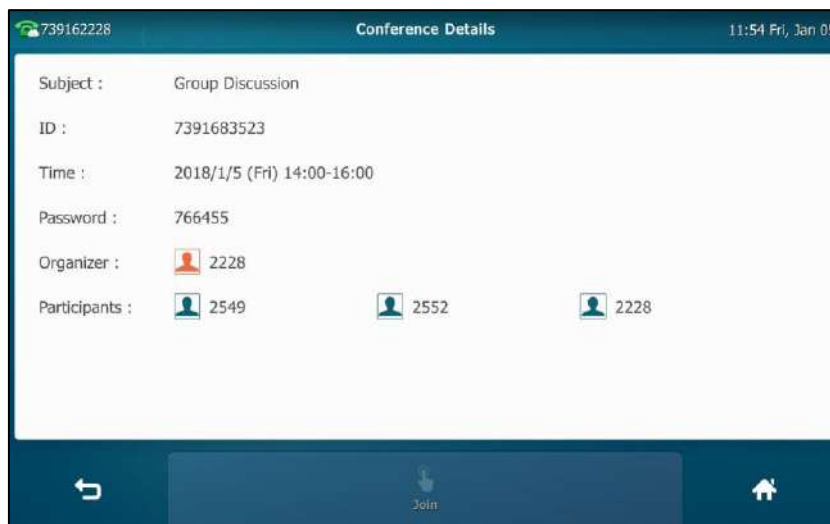 739162228 Conference Details 11:54 Fri, Jan 0
Subject : Group Discussion
ID : 7391683523
Time : 2018/1/5 (Fri) 14:00-16:00
Password : 766455
Organizer : 2228
Participants : 2549 2552 2228
Join